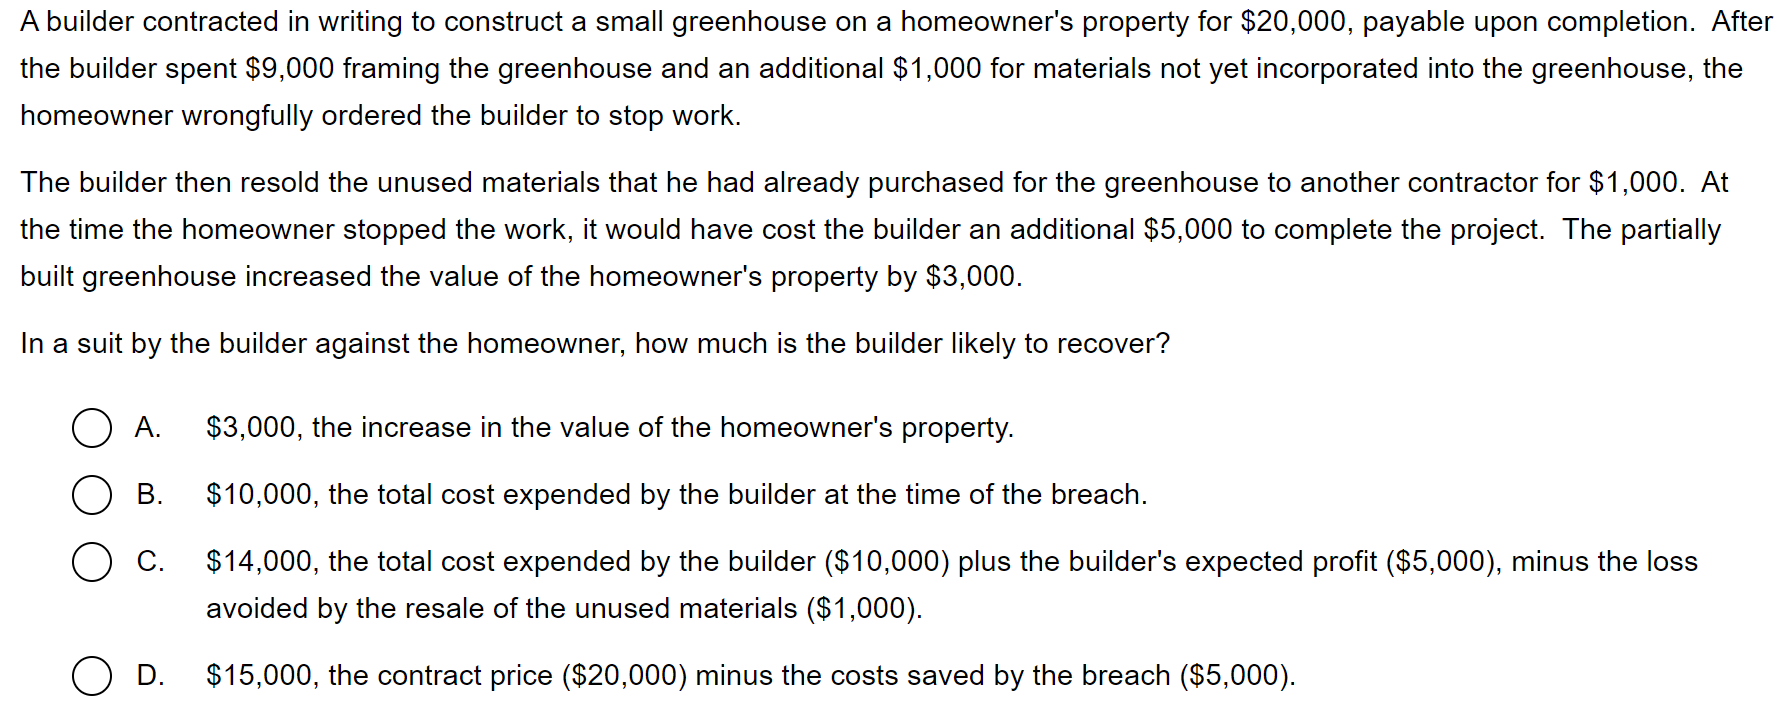 A builder contracted in writing to construct a small greenhouse on a homeowner's property for $20,000, payable upon completion.  After
the builder spent $9,000 framing the greenhouse and an additional $1,000 for materials not yet incorporated into the greenhouse, the
homeowner wrongfully ordered the builder to stop work.
The builder then resold the unused materials that he had already purchased for the greenhouse to another contractor for $1,000.  At
the time the homeowner stopped the work, it would have cost the builder an additional $5,000 to complete the project.  The partially
built greenhouse increased the value of the homeowner's property by $3,000.
In a suit by the builder against the homeowner, how much is the builder likely to recover?
A. $3,000, the increase in the value of the homeowner's property.
B. $10,000, the total cost expended by the builder at the time of the breach.
C. $14,000, the total cost expended by the builder ($10,000) plus the builder's expected profit ($5,000), minus the loss
avoided by the resale of the unused materials ($1,000).
D. $15,000, the contract price ($20,000) minus the costs saved by the breach ($5,000).